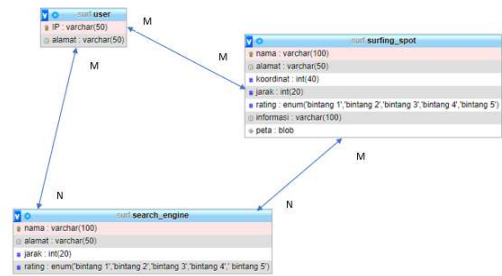 surf user
IP : varchar(50)
alamat : varchar(50)
M
M
M
surf surfing_spot
nama : varchar(100)
alamat : varchar(50)
koordinat : int(40)
jarak : int(20)
rating : enum('bintang 1','bintang 2','bintang 3','bintang 4','bintang 5')
informasi : varchar(100)
peta : blob
M
N
N
surf search_engine
nama : varchar(100)
alamat : varchar(50)
jarak : int(20)
rating : enum('bintang 1','bintang 2','bintang 3','bintang 4',' bintang 5')